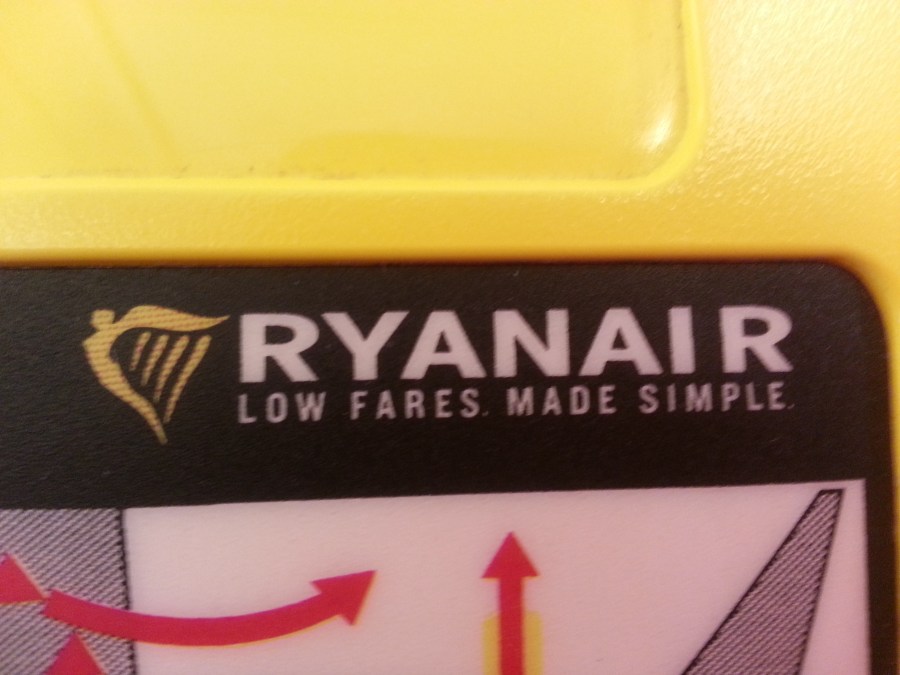 RYANAIR
LOW FARES. MADE SIMPLE.